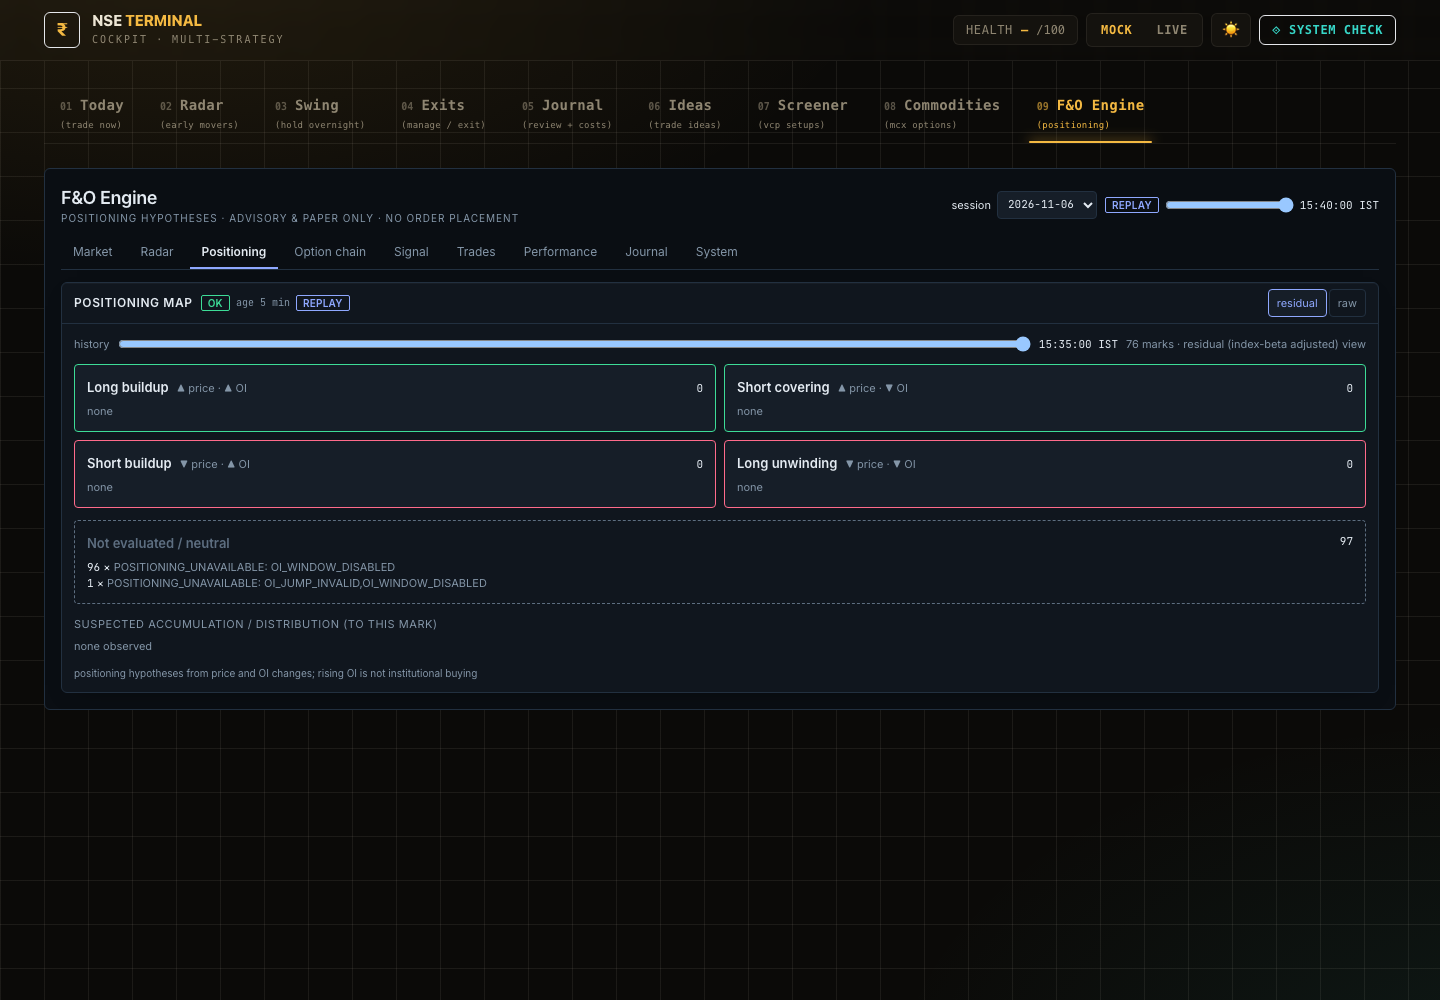 ₹ NSE TERMINAL
COCKPIT · MULTI–STRATEGY
HEALTH — /100 MOCK LIVE SYSTEM CHECK
01 Today 02 Radar 03 Swing 04 Exits 05 Journal 06 Ideas 07 Screener 08 Commodities 09 F&O Engine
(trade now) (early movers) (hold overnight) (manage / exit) (review + costs) (trade ideas) (vcp setups) (mcx options) (positioning)
F&O Engine
POSITIONING HYPOTHESES · ADVISORY & PAPER ONLY · NO ORDER PLACEMENT
session 2026-11-06 REPLAY 15:40:00 IST
Market Radar Positioning Option chain Signal Trades Performance Journal System
POSITIONING MAP OK age 5 min REPLAY residual raw
history 15:35:00 IST 76 marks · residual (index-beta adjusted) view
Long buildup ▲ price · ▲ OI 0
none
Short covering ▲ price · ▼ OI 0
none
Short buildup ▼ price · ▲ OI 0
none
Long unwinding ▼ price · ▼ OI 0
none
Not evaluated / neutral 97
96 × POSITIONING_UNAVAILABLE: OI_WINDOW_DISABLED
1 × POSITIONING_UNAVAILABLE: OI_JUMP_INVALID,OI_WINDOW_DISABLED
SUSPECTED ACCUMULATION / DISTRIBUTION (TO THIS MARK)
none observed
positioning hypotheses from price and OI changes; rising OI is not institutional buying